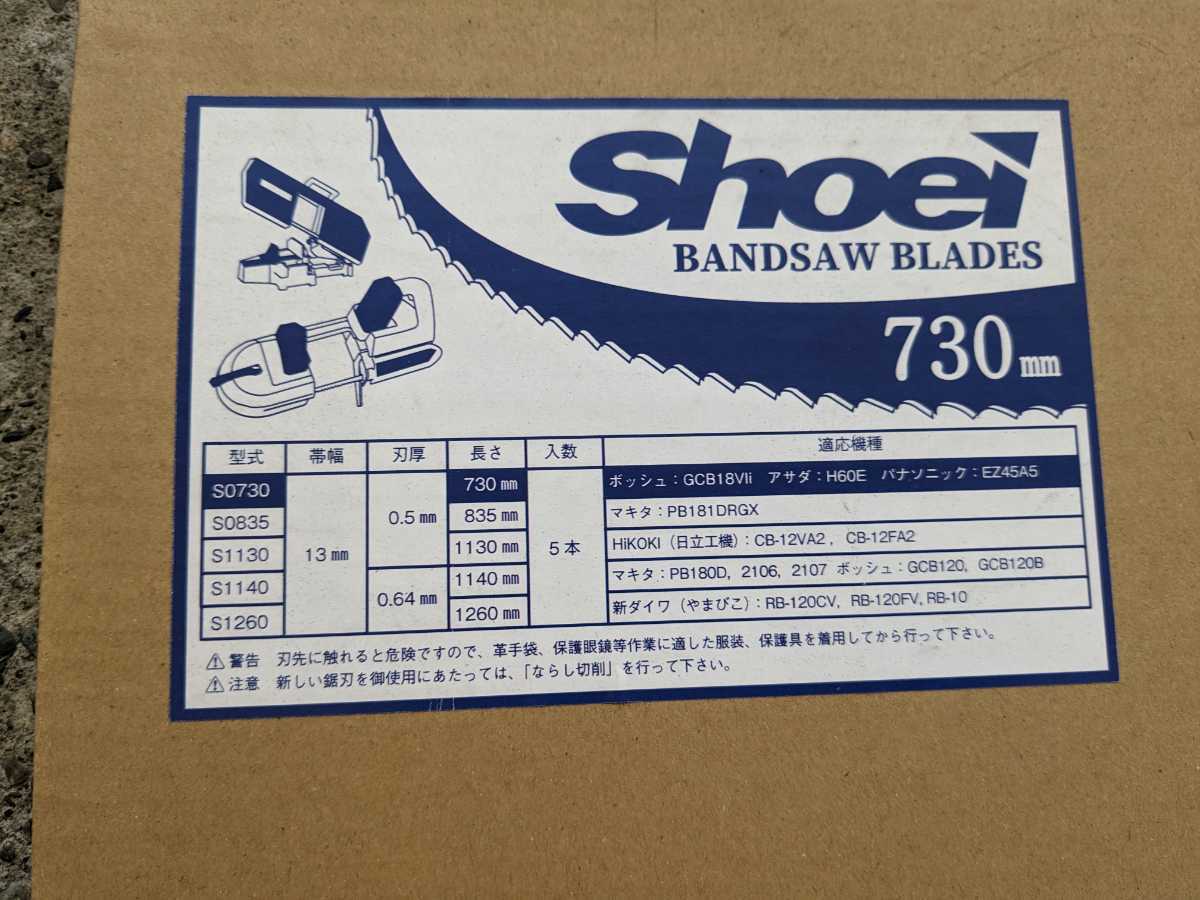 Shoei
BANDSAW BLADES
730mm
型式 帯幅 刃厚 長さ 入数 適応機種
S0730 730㎜ ボッシュ：GCB18Vli アサダ：H60E パナソニック：EZ45A5
S0835 0.5㎜ 835㎜ マキタ：PB181DRGX
S1130 13㎜ 1130㎜ 5本 HiKOKI（日立工機）：CB-12VA2，CB-12FA2
S1140 0.64㎜ 1140㎜ マキタ：PB180D，2106，2107 ボッシュ：GCB120，GCB120B
S1260 1260㎜ 新ダイワ（やまびこ）：RB-120CV，RB-120FV, RB-10
⚠警告 刃先に触れると危険ですので、革手袋、保護眼鏡等作業に適した服装、保護具を着用してから行って下さい。
⚠注意 新しい鋸刃を御使用にあたっては、「ならし切削」を行って下さい。